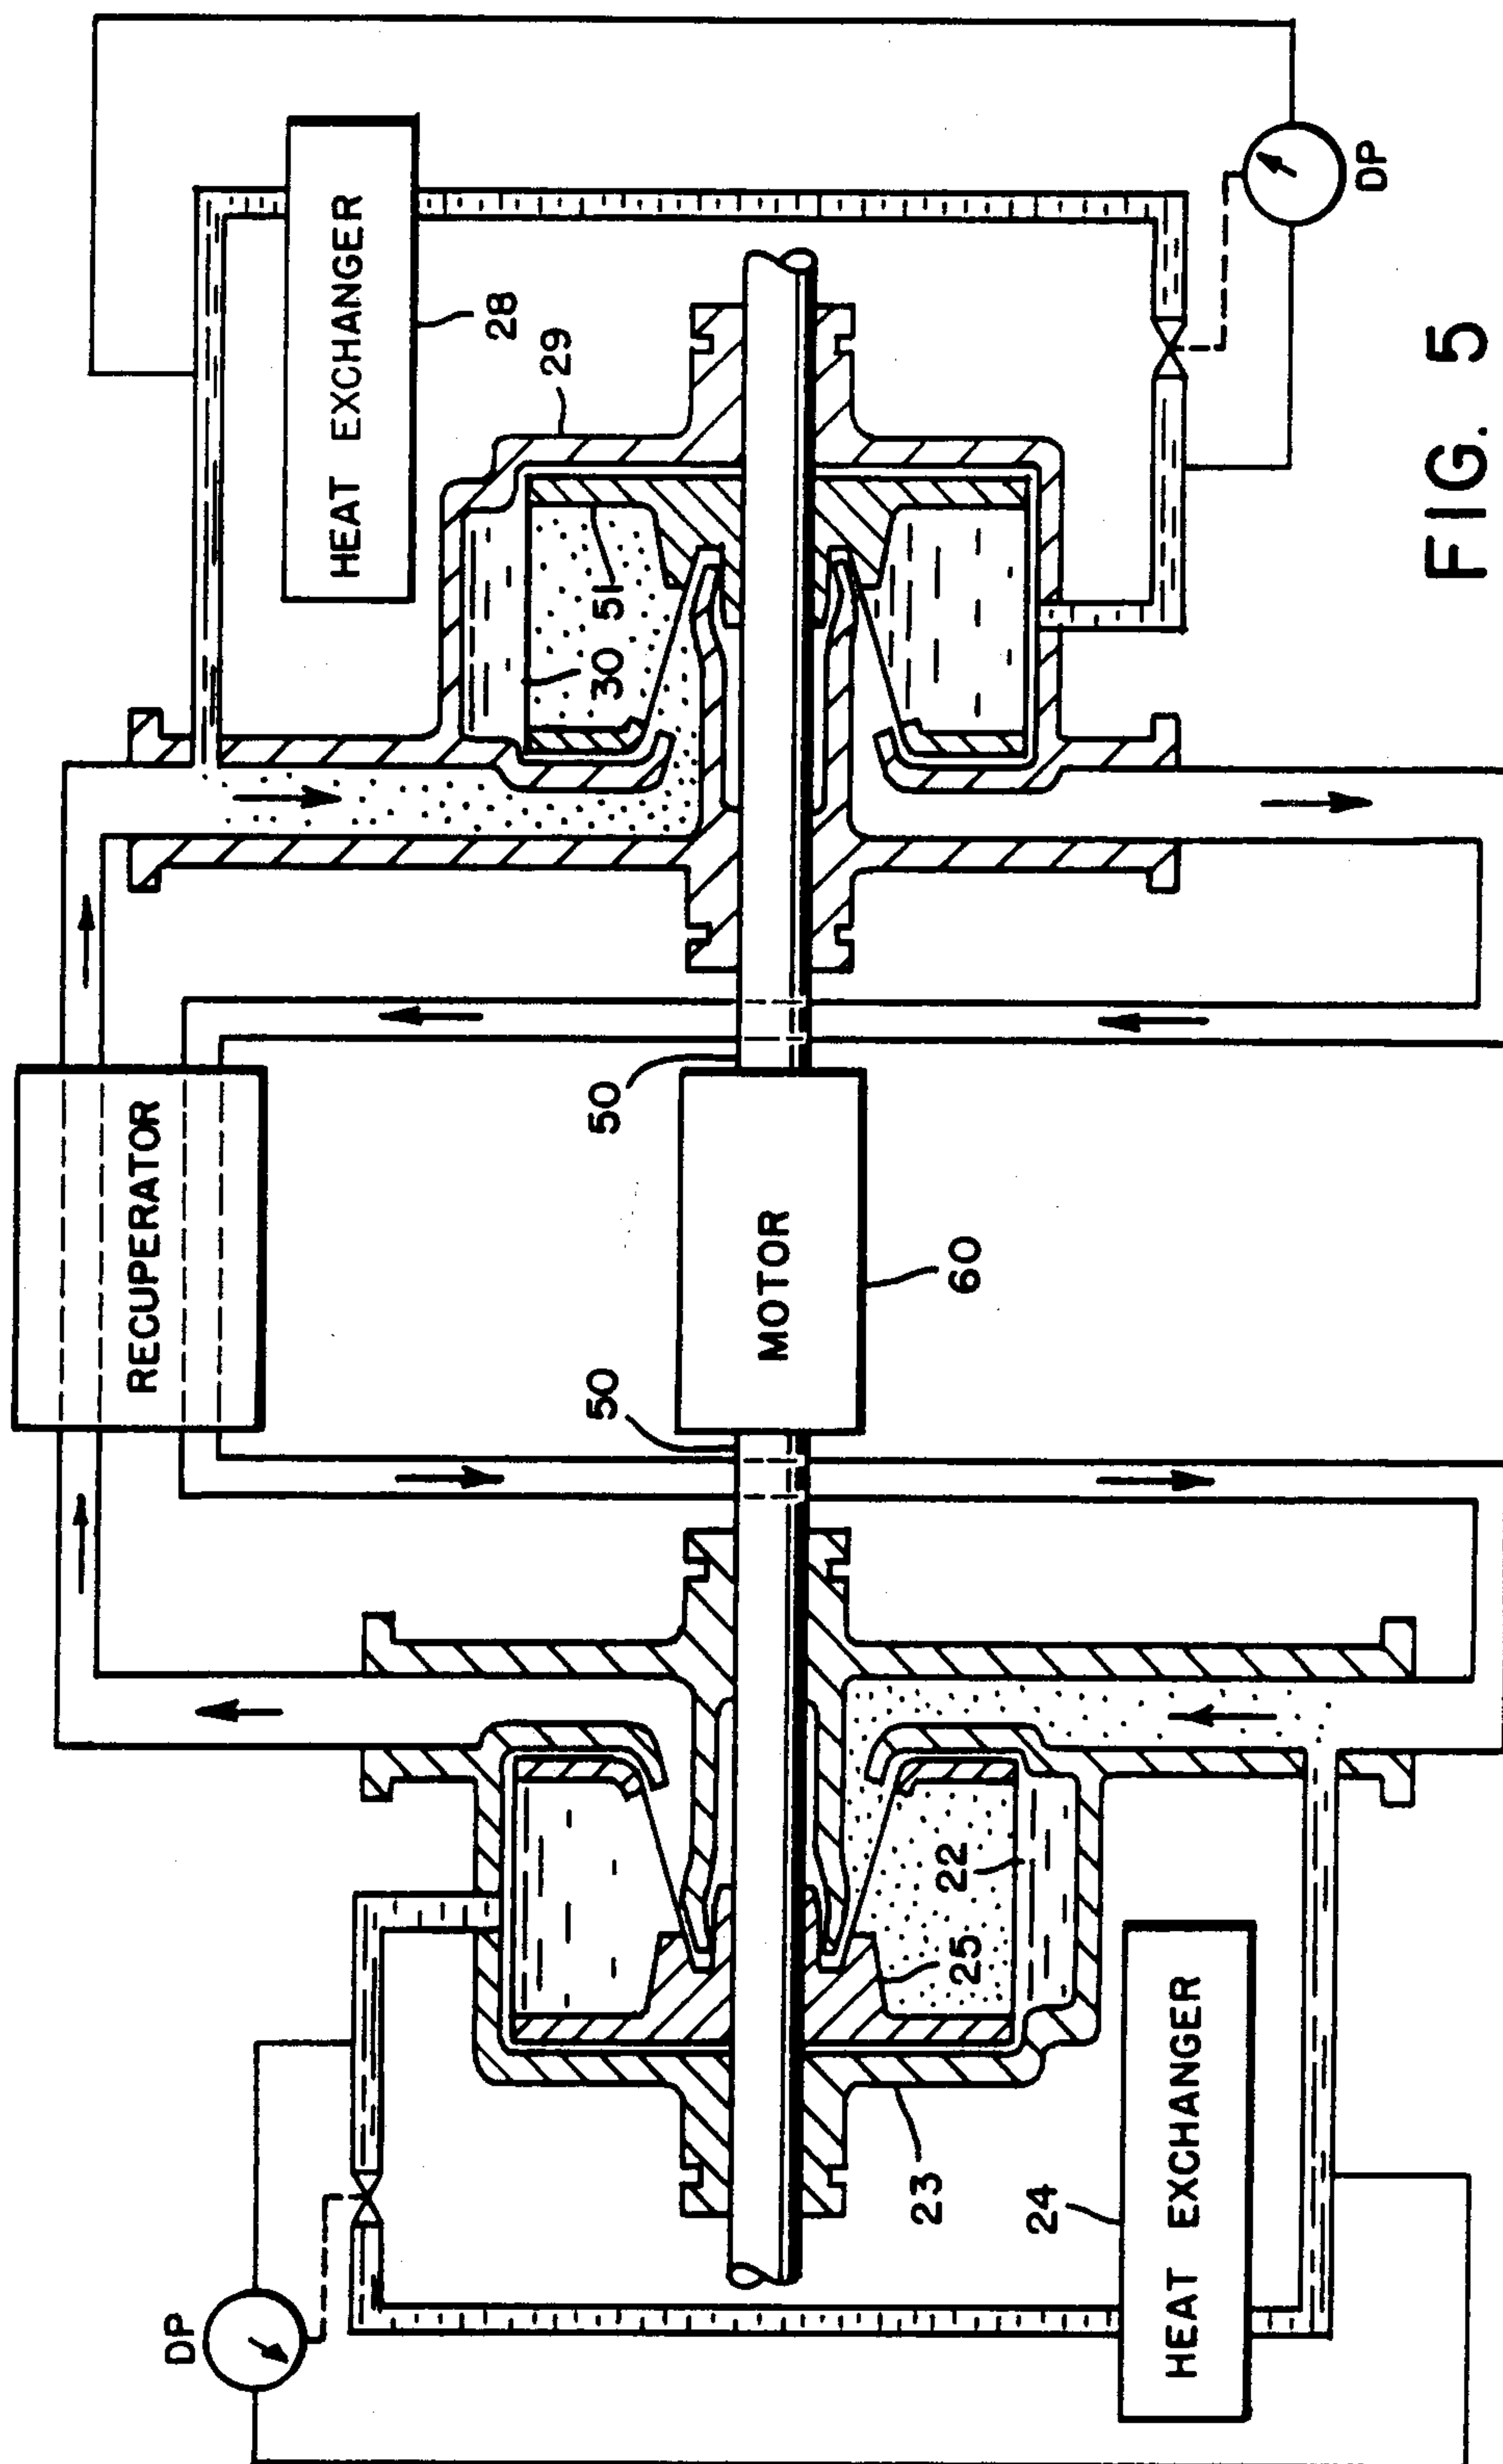 RECUPERATOR
HEAT EXCHANGER
28
29
30
51
50
50
MOTOR
60
DP
DP
22
25
23
24
HEAT EXCHANGER
FIG. 5